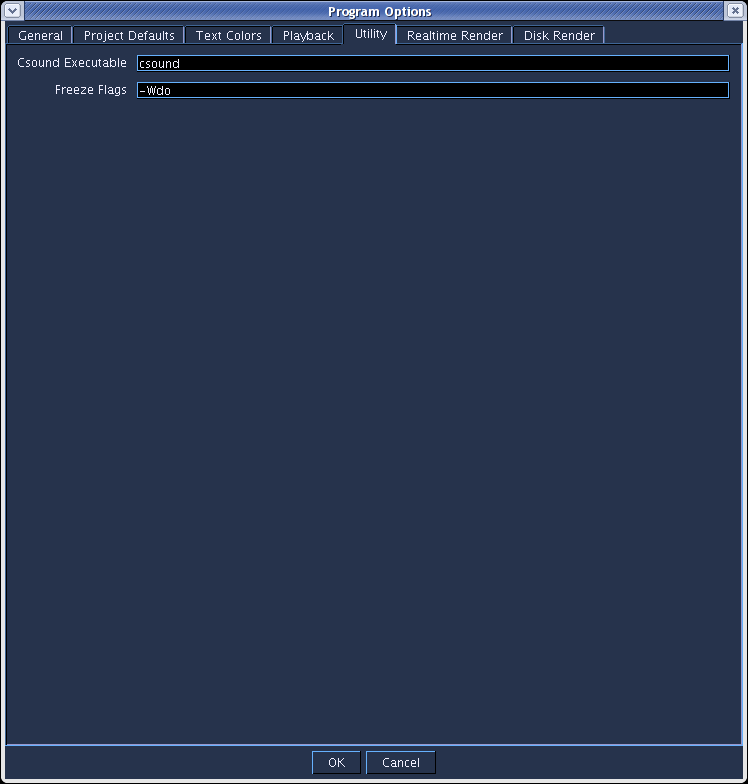 Program Options
General Project Defaults Text Colors Playback Utility Realtime Render Disk Render
Csound Executable csound
Freeze Flags -Wdo
OK Cancel